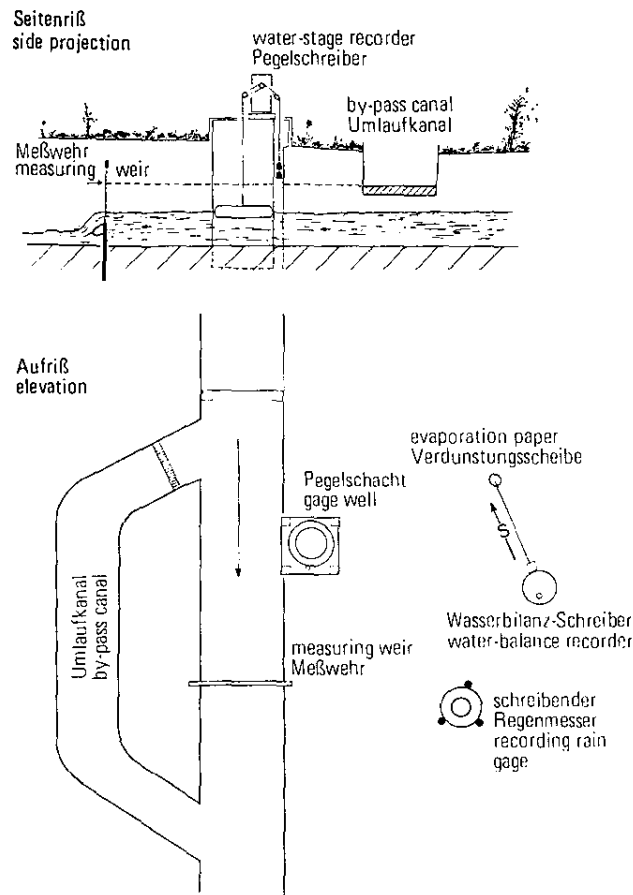 Seitenriß
side projection
water-stage recorder
Pegelschreiber
by-pass canal
Umlaufkanal
Meßwehr
measuring weir
Aufriß
elevation
evaporation paper
Verdunstungsscheibe
Pegelschacht
gage well
S
Umlaufkanal
by-pass canal
Wasserbilanz-Schreiber
water-balance recorder
measuring weir
Meßwehr
schreibender
Regenmesser
recording rain
gage